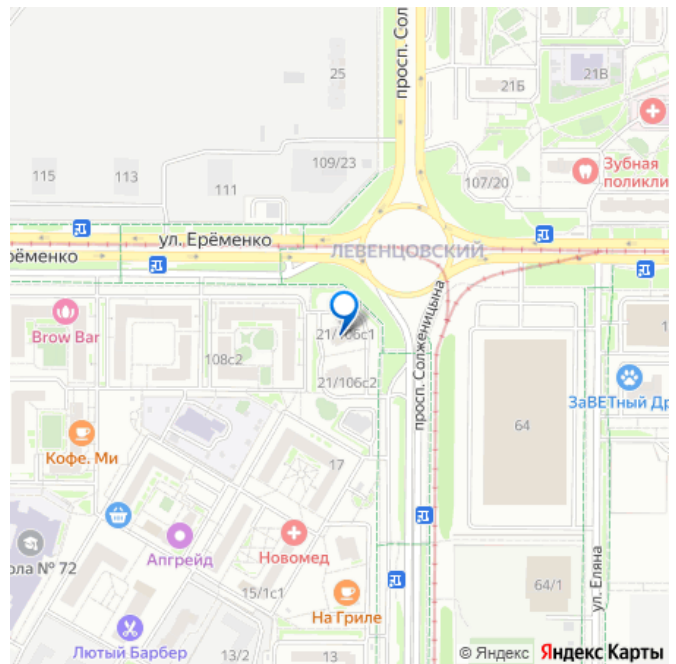 просп. Сол
25
21В
21Б
109/23
Зубная
поликли
115
113
111
107/20
ул. Ерёменко
рёменко
ЛЕВЕНЦОВСКИЙ
просп. Солженицына
Brow Bar
21/106с1
108с2
21/106с2
ЗаВЕТный Др
64
Кофе. Ми
17
Апгрейд
Новомед
ола № 72
15/1с1
64/1
ул. Еляна
На Гриле
Лютый Барбер
13/2
13
© Яндекс Яндекс Карты